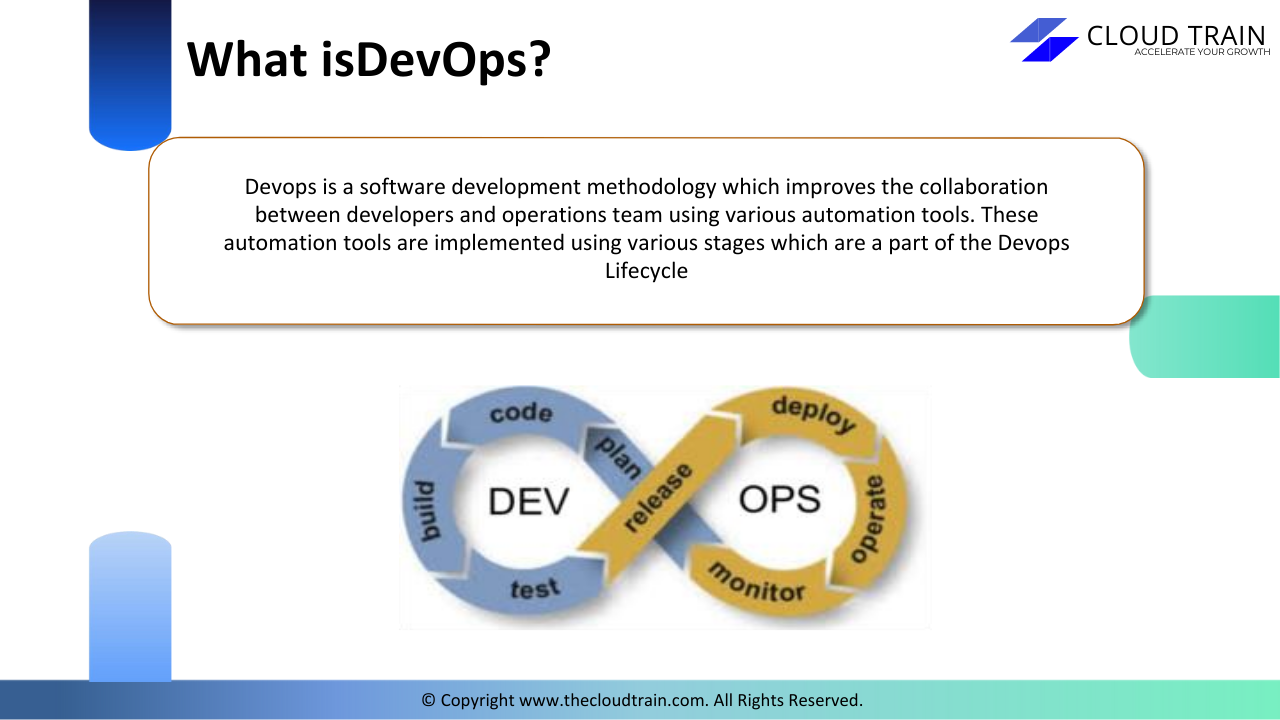 What isDevOps?
CLOUD TRAIN
ACCELERATE YOUR GROWTH
Devops is a software development methodology which improves the collaboration
between developers and operations team using various automation tools. These
automation tools are implemented using various stages which are a part of the Devops
Lifecycle
code
plan
build
test
DEV
release
OPS
deploy
operate
monitor
© Copyright www.thecloudtrain.com. All Rights Reserved.